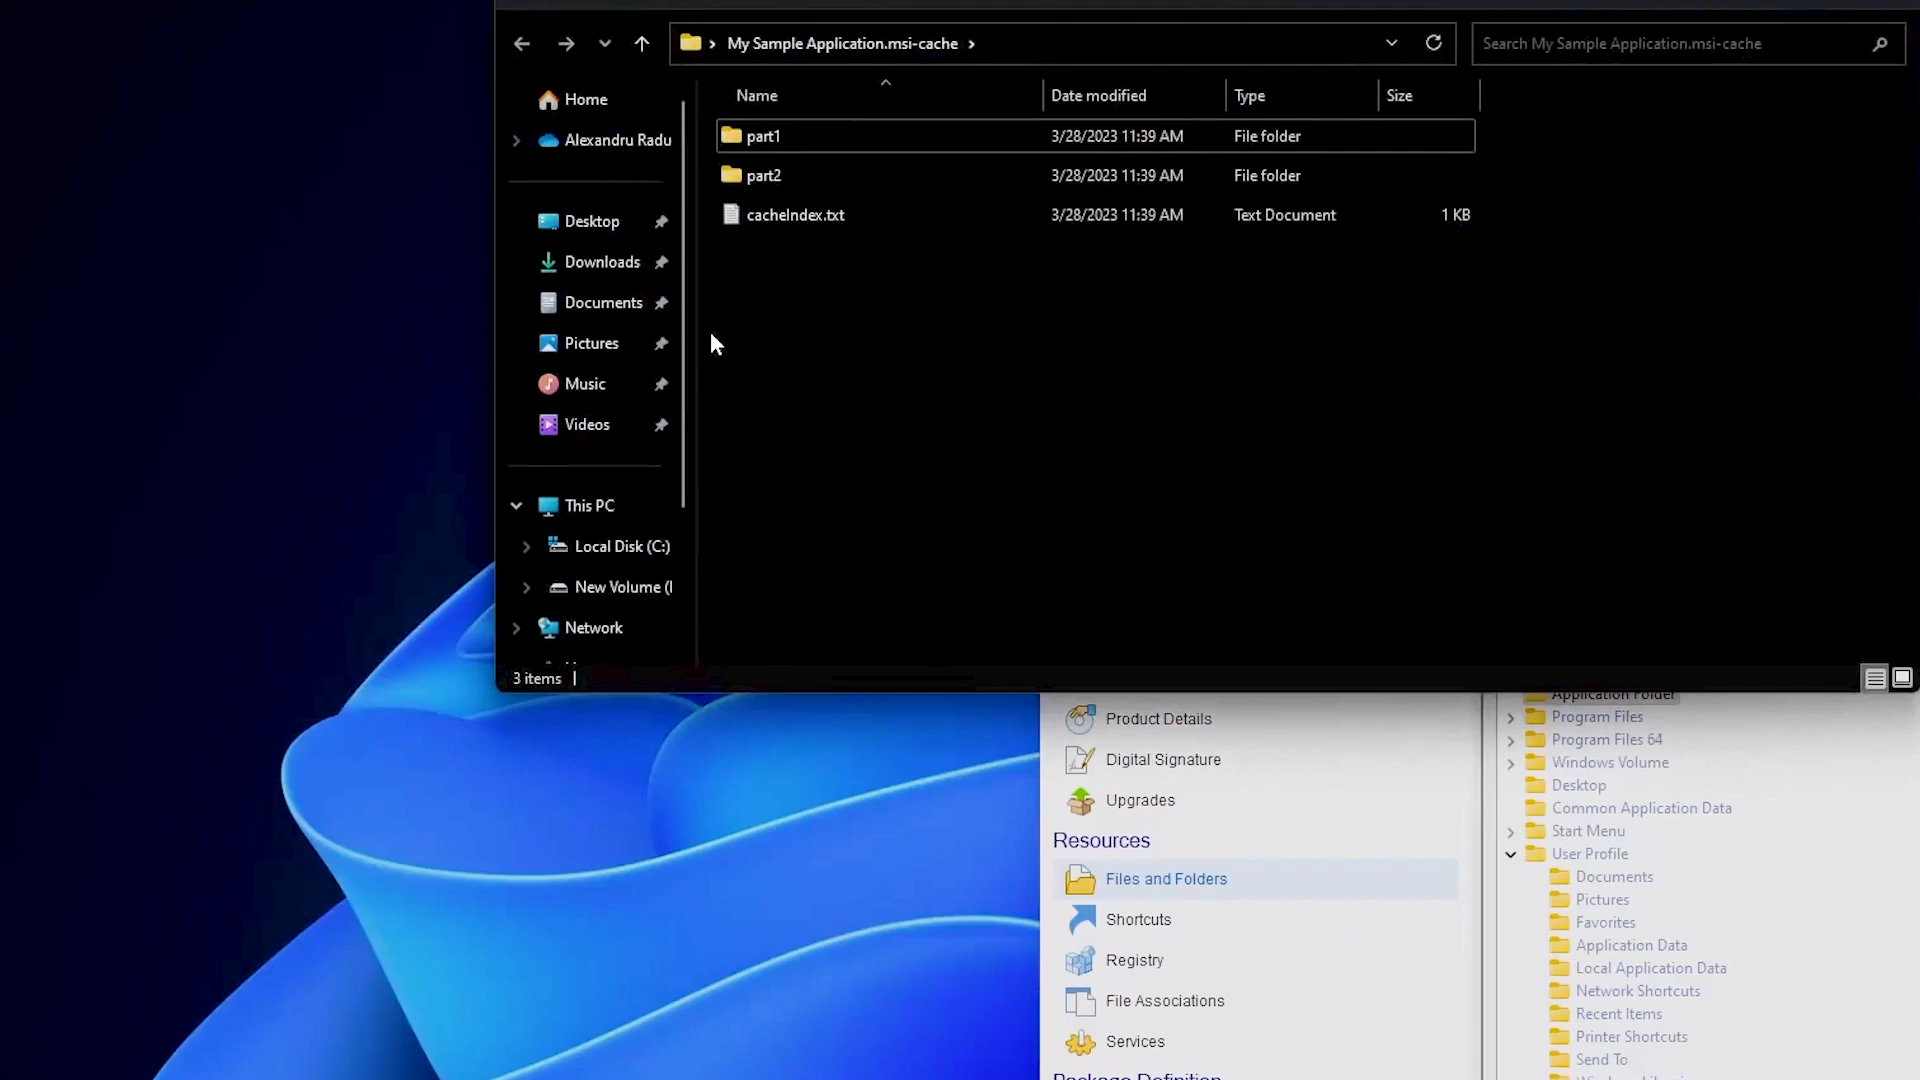 My Sample Application.msi-cache
Search My Sample Application.msi-cache
Name
Date modified
Type
Size
part1
3/28/2023 11:39 AM
File folder
part2
3/28/2023 11:39 AM
File folder
cacheIndex.txt
3/28/2023 11:39 AM
Text Document
1 KB
Home
Alexandru Radu
Desktop
Downloads
Documents
Pictures
Music
Videos
This PC
Local Disk (C:)
New Volume (
Network
3 items
Product Details
Digital Signature
Upgrades
Resources
Files and Folders
Shortcuts
Registry
File Associations
Services
Package Definition
Application Folder
Program Files
Program Files 64
Windows Volume
Desktop
Common Application Data
Start Menu
User Profile
Documents
Pictures
Favorites
Application Data
Local Application Data
Network Shortcuts
Recent Items
Printer Shortcuts
Send To